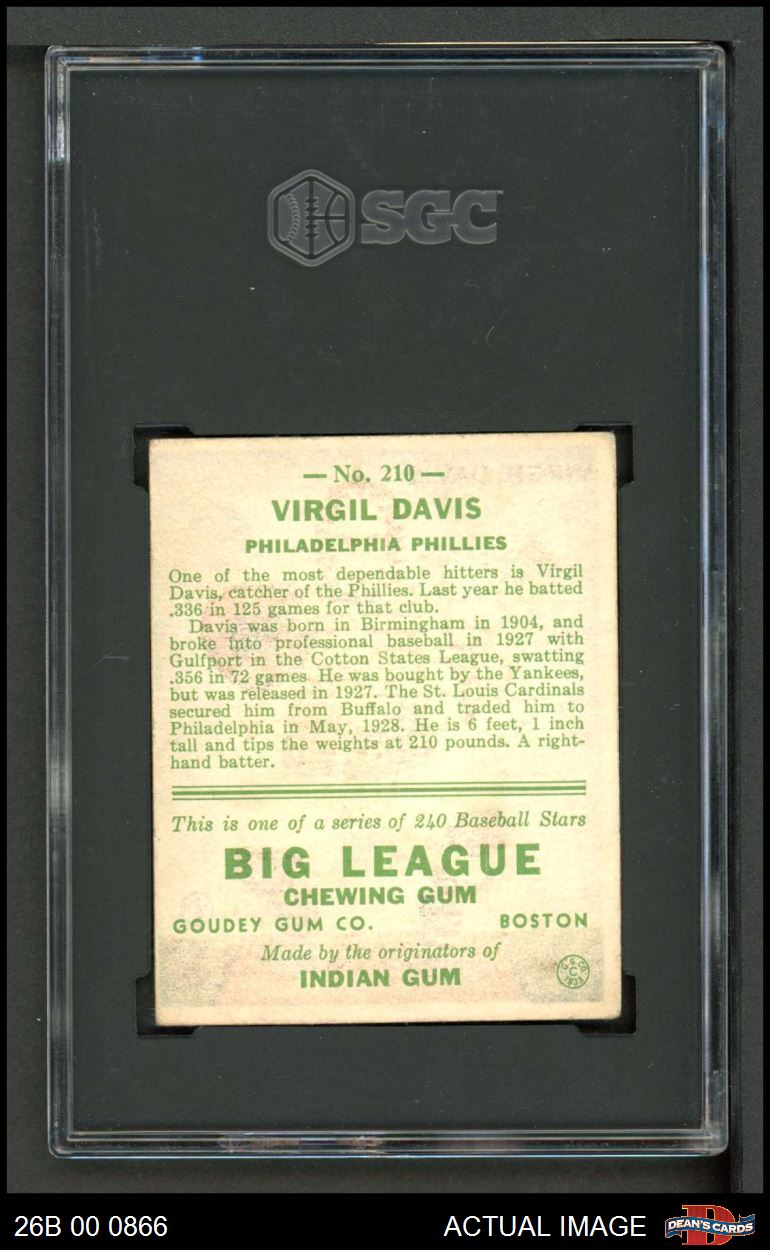 SGC
— No. 210 —
VIRGIL DAVIS
PHILADELPHIA PHILLIES
One of the most dependable hitters is Virgil
Davis, catcher of the Phillies. Last year he batted
.336 in 125 games for that club.
Davis was born in Birmingham in 1904, and
broke into professional baseball in 1927 with
Gulfport in the Cotton States League, swatting
.356 in 72 games. He was bought by the Yankees,
but was released in 1927. The St. Louis Cardinals
secured him from Buffalo and traded him to
Philadelphia in May, 1928. He is 6 feet, 1 inch
tall and tips the weights at 210 pounds. A right-
hand batter.
This is one of a series of 240 Baseball Stars
BIG LEAGUE
CHEWING GUM
GOUDEY GUM CO. BOSTON
Made by the originators of
INDIAN GUM
G. G. CO.
C
1933
26B 00 0866
ACTUAL IMAGE
D
DEAN'S CARDS